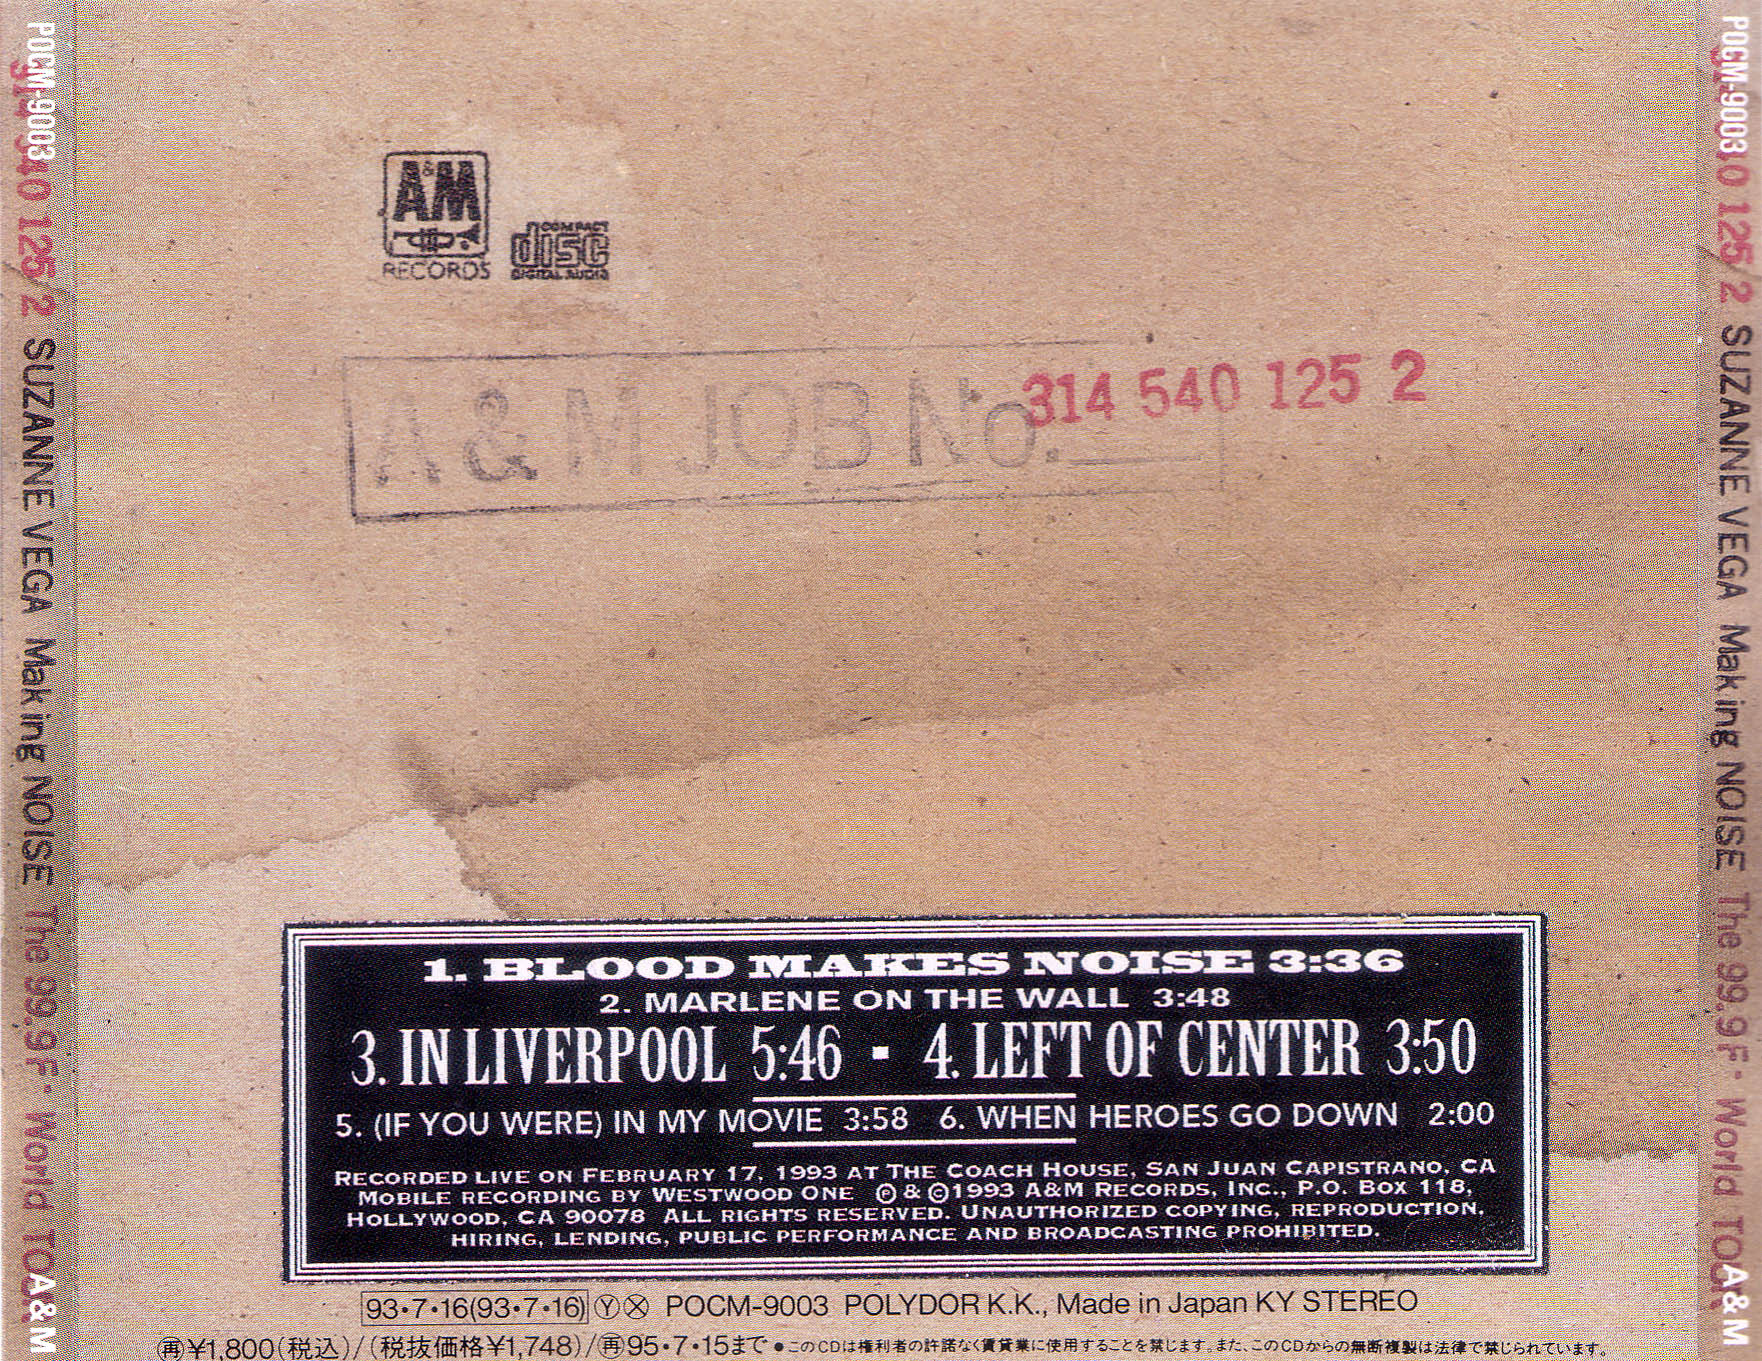 POCM-9003
125/2 SUZANNE VEGA Making NOISE The 99.9 F° World TOUR
A&M
A&M
RECORDS
COMPACT
disc
DIGITAL AUDIO
A & M JOB No.
314 540 125 2
1. BLOOD MAKES NOISE 3:36
2. MARLENE ON THE WALL 3:48
3. IN LIVERPOOL 5:46 ▪ 4. LEFT OF CENTER 3:50
5. (IF YOU WERE) IN MY MOVIE 3:58 6. WHEN HEROES GO DOWN 2:00
RECORDED LIVE ON FEBRUARY 17, 1993 AT THE COACH HOUSE, SAN JUAN CAPISTRANO, CA
MOBILE RECORDING BY WESTWOOD ONE ℗ & ©1993 A&M RECORDS, INC., P.O. BOX 118,
HOLLYWOOD, CA 90078 ALL RIGHTS RESERVED. UNAUTHORIZED COPYING, REPRODUCTION,
HIRING, LENDING, PUBLIC PERFORMANCE AND BROADCASTING PROHIBITED.
93•7•16(93•7•16) Ⓨ Ⓧ POCM-9003 POLYDOR K.K., Made in Japan KY STEREO
㊢¥1,800(税込)/(税抜価格¥1,748)/再95•7•15まで ●このCDは権利者の許諾なく賃貸業に使用することを禁じます。また、このCDからの無断複製は法律で禁じられています。
POCM-9003
10 125/2 SUZANNE VEGA Making NOISE The 99.9 F° World TOUR
A&M